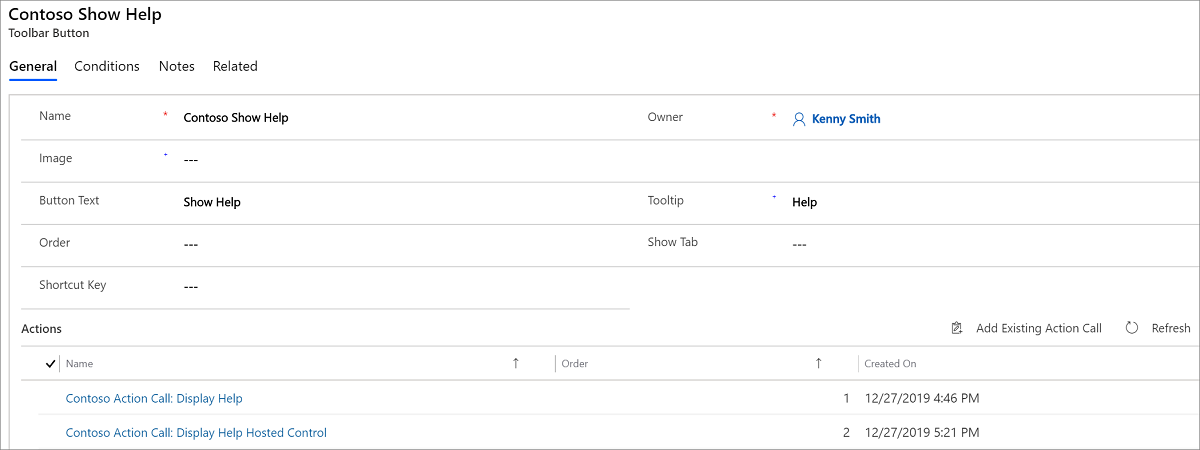 Contoso Show Help
Toolbar Button
General Conditions Notes Related
Name * Contoso Show Help Owner * Kenny Smith
Image + ---
Button Text Show Help Tooltip + Help
Order --- Show Tab ---
Shortcut Key ---
Actions Add Existing Action Call Refresh
Name ↑ Order ↑ Created On
Contoso Action Call: Display Help 1 12/27/2019 4:46 PM
Contoso Action Call: Display Help Hosted Control 2 12/27/2019 5:21 PM